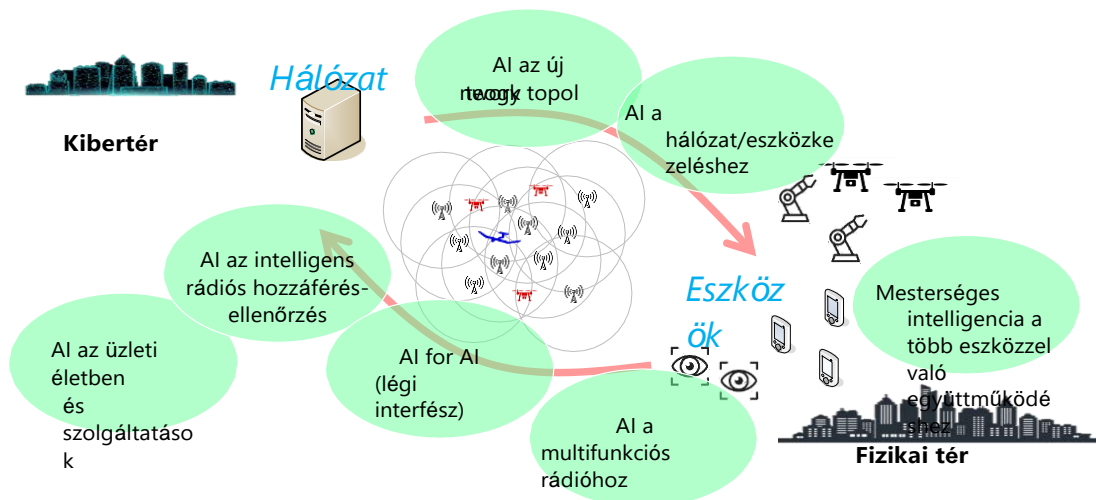 Hálózat
AI az új
network topol
ogy
Kibertér
AI a
hálózat/eszközke
zeléshez
AI az intelligens
rádiós hozzáférés-
ellenőrzés
Eszköz
ök
Mesterséges
intelligencia a
több eszközzel
való
együttműködé
shez
AI az üzleti
életben
és
szolgáltatáso
k
AI for AI
(légi
interfész)
AI a
multifunkciós
rádióhoz
Fizikai tér